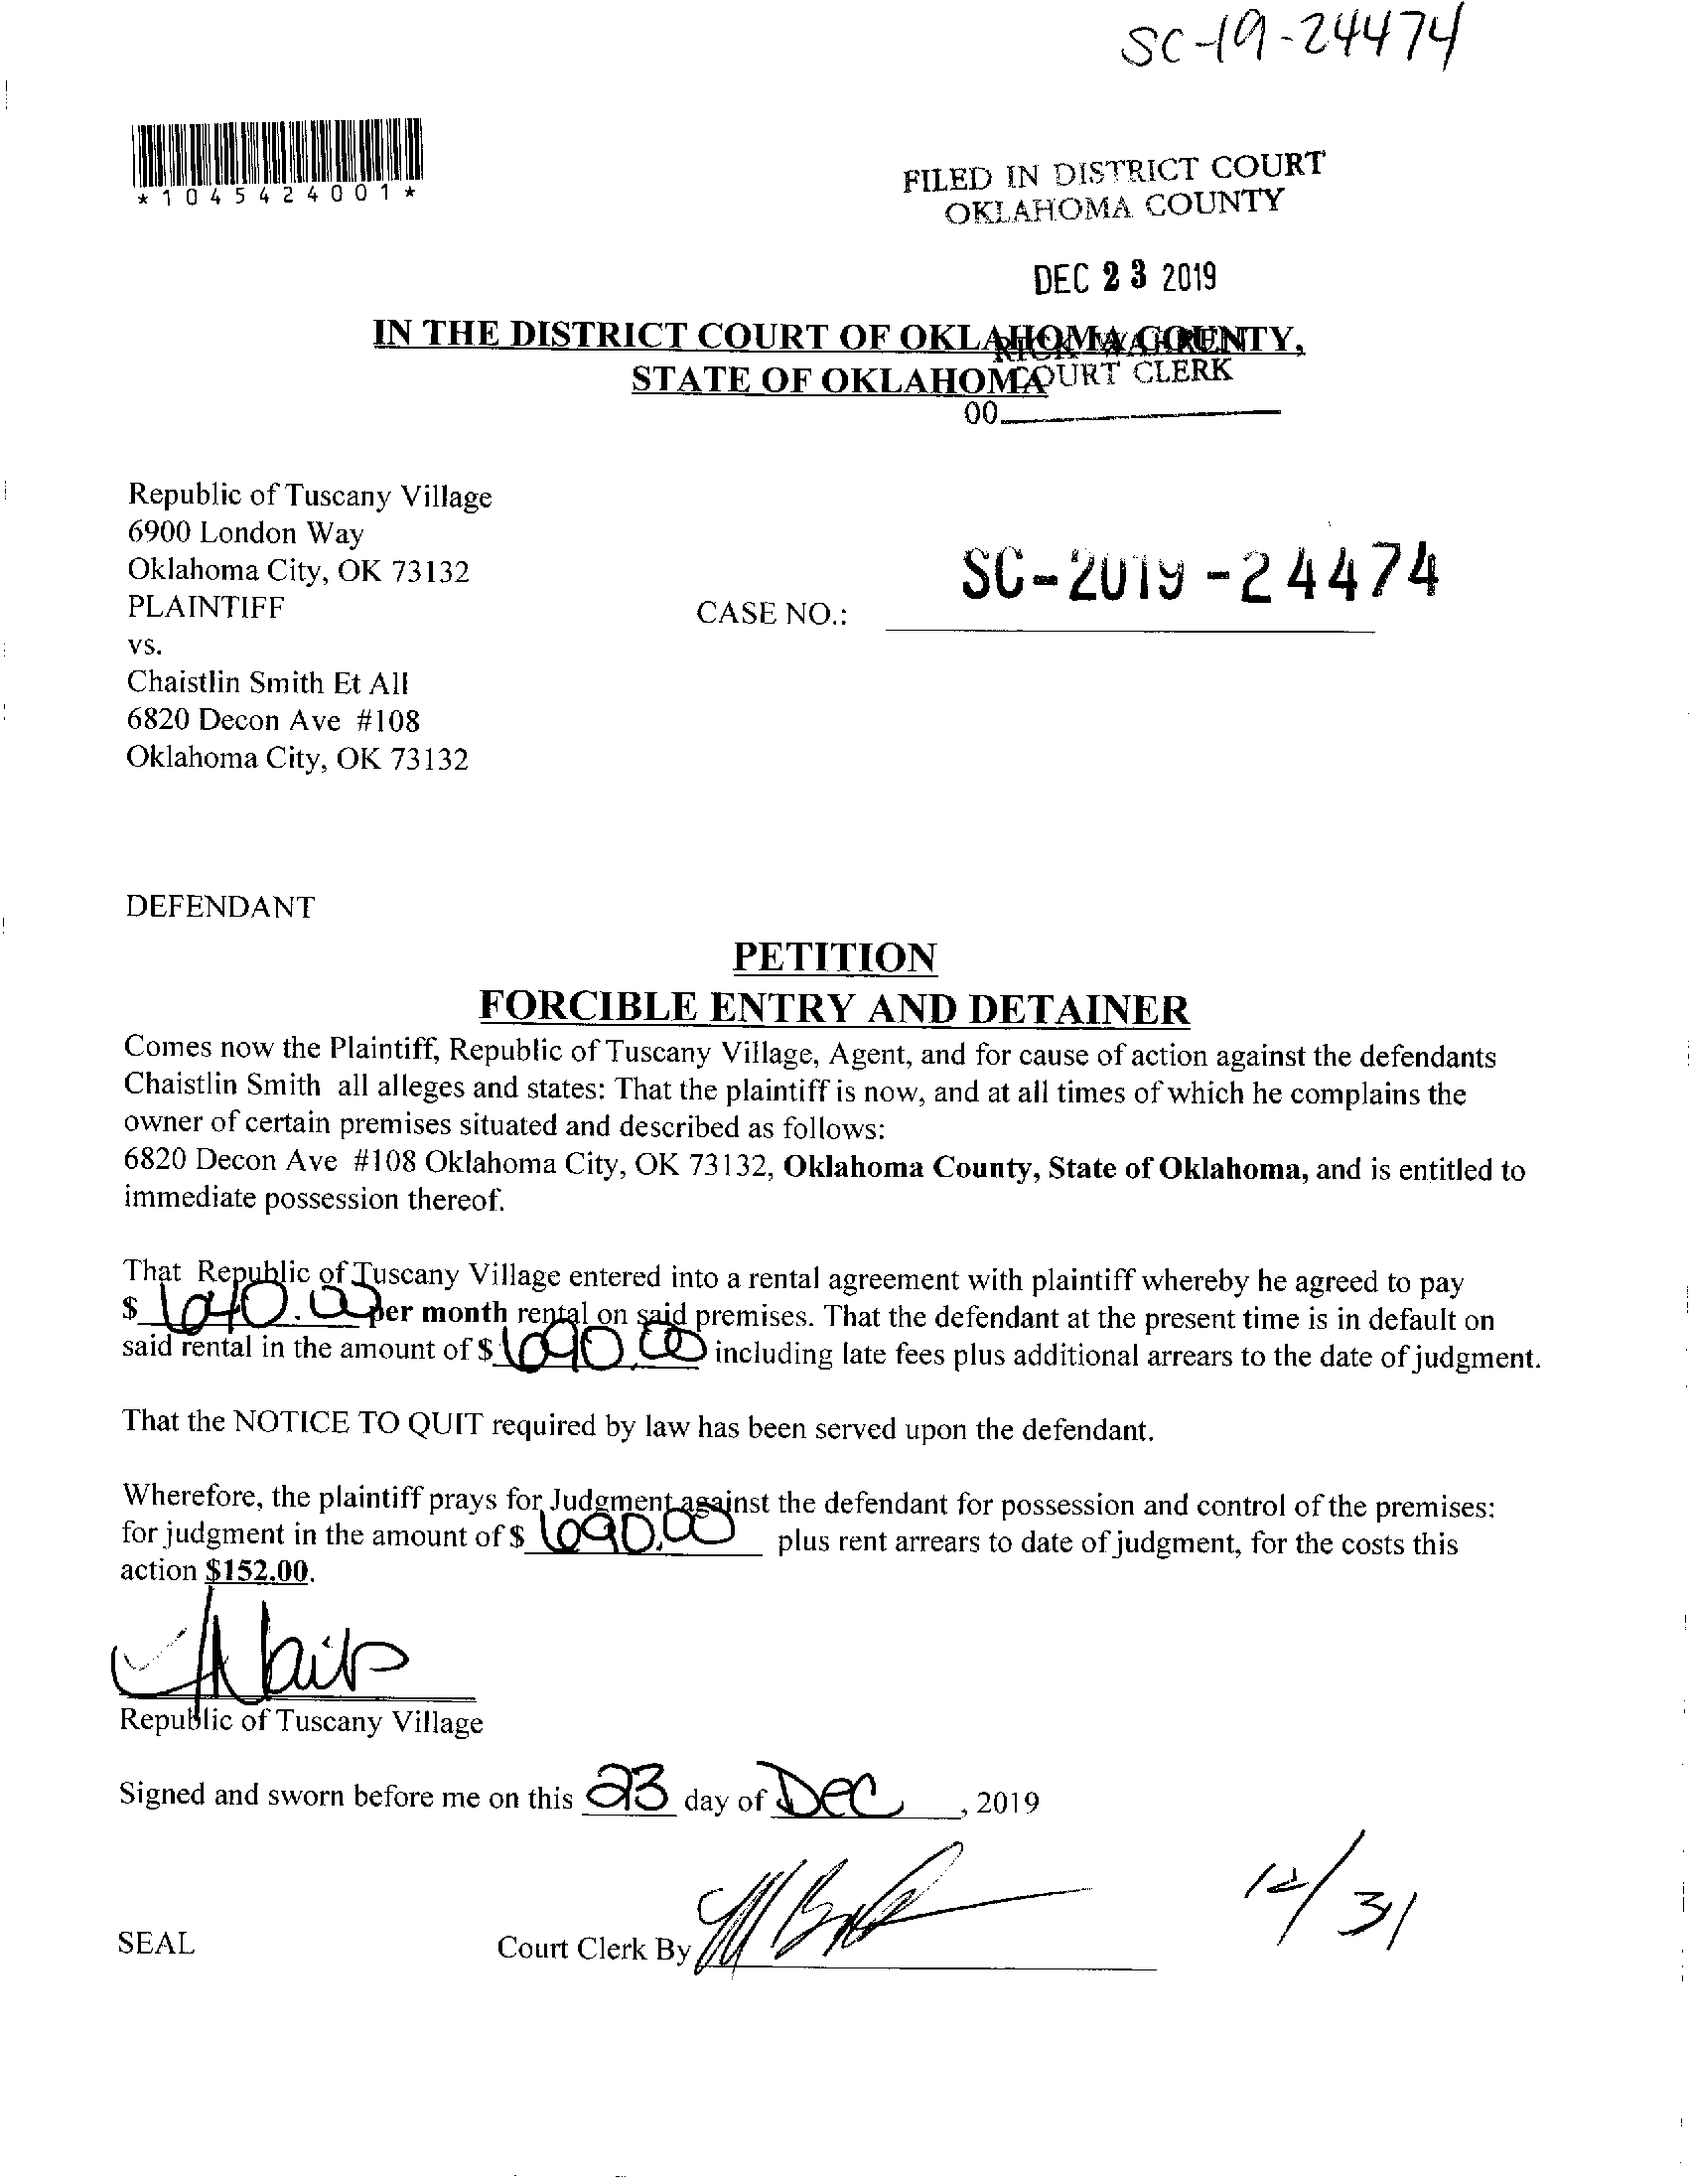 SC-19-24474
*1045424001*
FILED IN DISTRICT COURT
OKLAHOMA COUNTY
DEC 23 2019
IN THE DISTRICT COURT OF OKLAHOMA COUNTY,
RICK WARREN
STATE OF OKLAHOMA
COURT CLERK
00
Republic of Tuscany Village
6900 London Way
Oklahoma City, OK 73132
PLAINTIFF
CASE NO.: SC-2019-24474
vs.
Chaistlin Smith Et All
6820 Decon Ave #108
Oklahoma City, OK 73132
DEFENDANT
PETITION
FORCIBLE ENTRY AND DETAINER
Comes now the Plaintiff, Republic of Tuscany Village, Agent, and for cause of action against the defendants
Chaistlin Smith all alleges and states: That the plaintiff is now, and at all times of which he complains the
owner of certain premises situated and described as follows:
6820 Decon Ave #108 Oklahoma City, OK 73132, Oklahoma County, State of Oklahoma, and is entitled to
immediate possession thereof.
That Republic of Tuscany Village entered into a rental agreement with plaintiff whereby he agreed to pay
$ 640.00 per month rental on said premises. That the defendant at the present time is in default on
said rental in the amount of $ 690.00 including late fees plus additional arrears to the date of judgment.
That the NOTICE TO QUIT required by law has been served upon the defendant.
Wherefore, the plaintiff prays for Judgment against the defendant for possession and control of the premises:
for judgment in the amount of $ 690.00 plus rent arrears to date of judgment, for the costs this
action $152.00.
Republic of Tuscany Village
Signed and sworn before me on this 23 day of Dec, 2019
12/31
SEAL Court Clerk By